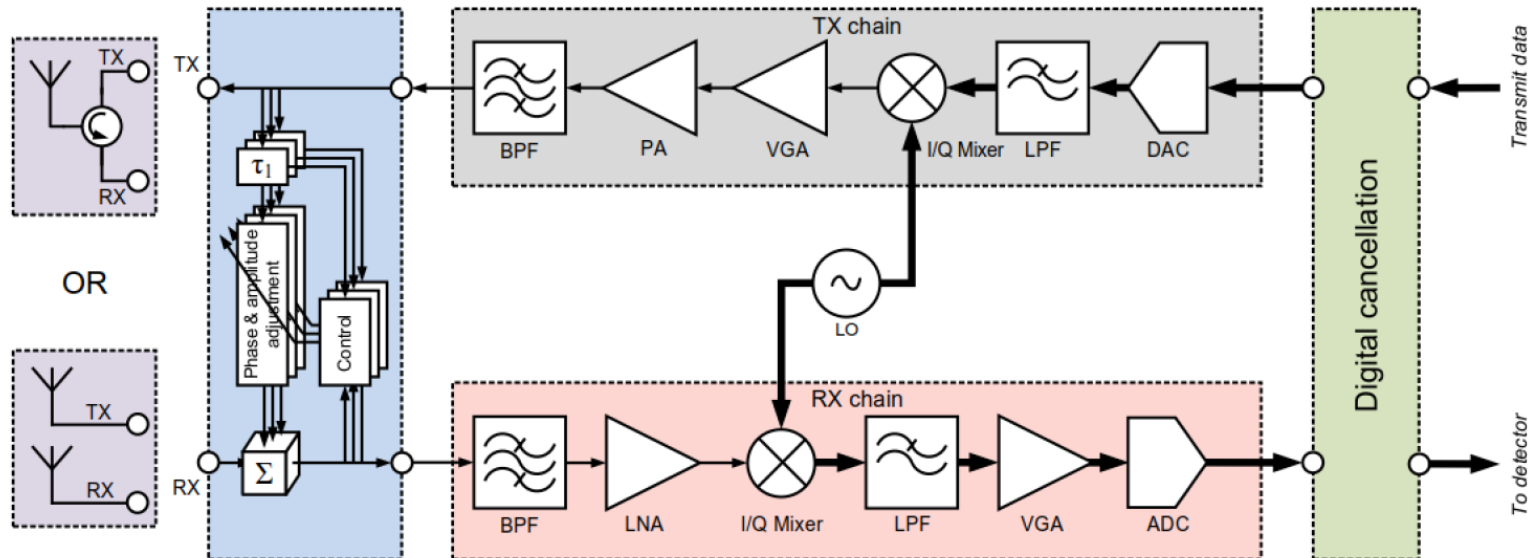 TX
RX
OR
TX
RX
TX
RX
τ1
Phase & amplitude
adjustment
Control
Σ
TX chain
BPF
PA
VGA
I/Q Mixer
LPF
DAC
LO
RX chain
BPF
LNA
I/Q Mixer
LPF
VGA
ADC
Digital cancellation
Transmit data
To detector